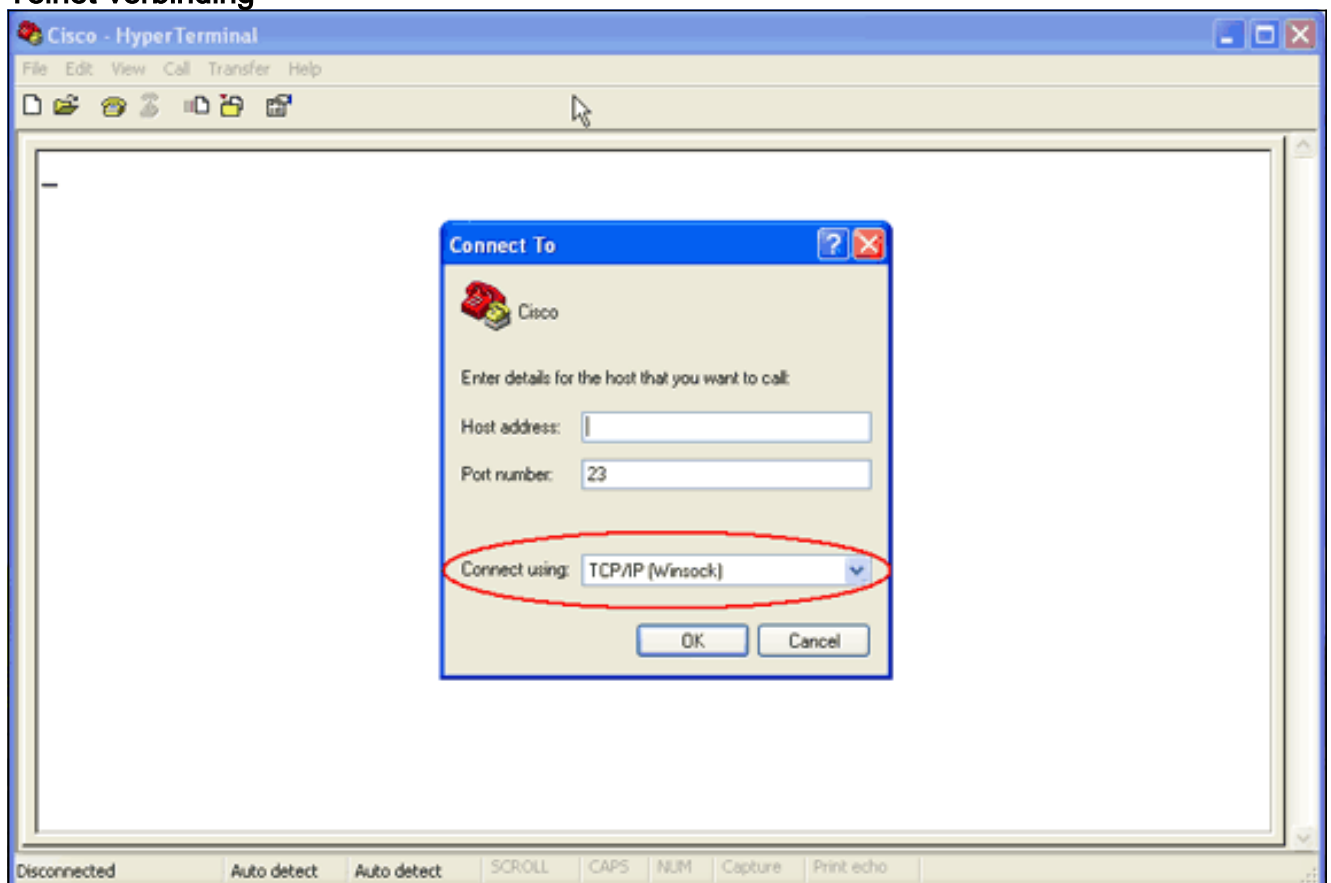 Telnet-verbinding
Cisco - HyperTerminal
File Edit View Call Transfer Help
Connect To
Cisco
Enter details for the host that you want to call:
Host address:
Port number: 23
Connect using: TCP/IP (Winsock)
OK Cancel
Disconnected Auto detect Auto detect SCROLL CAPS NUM Capture Print echo